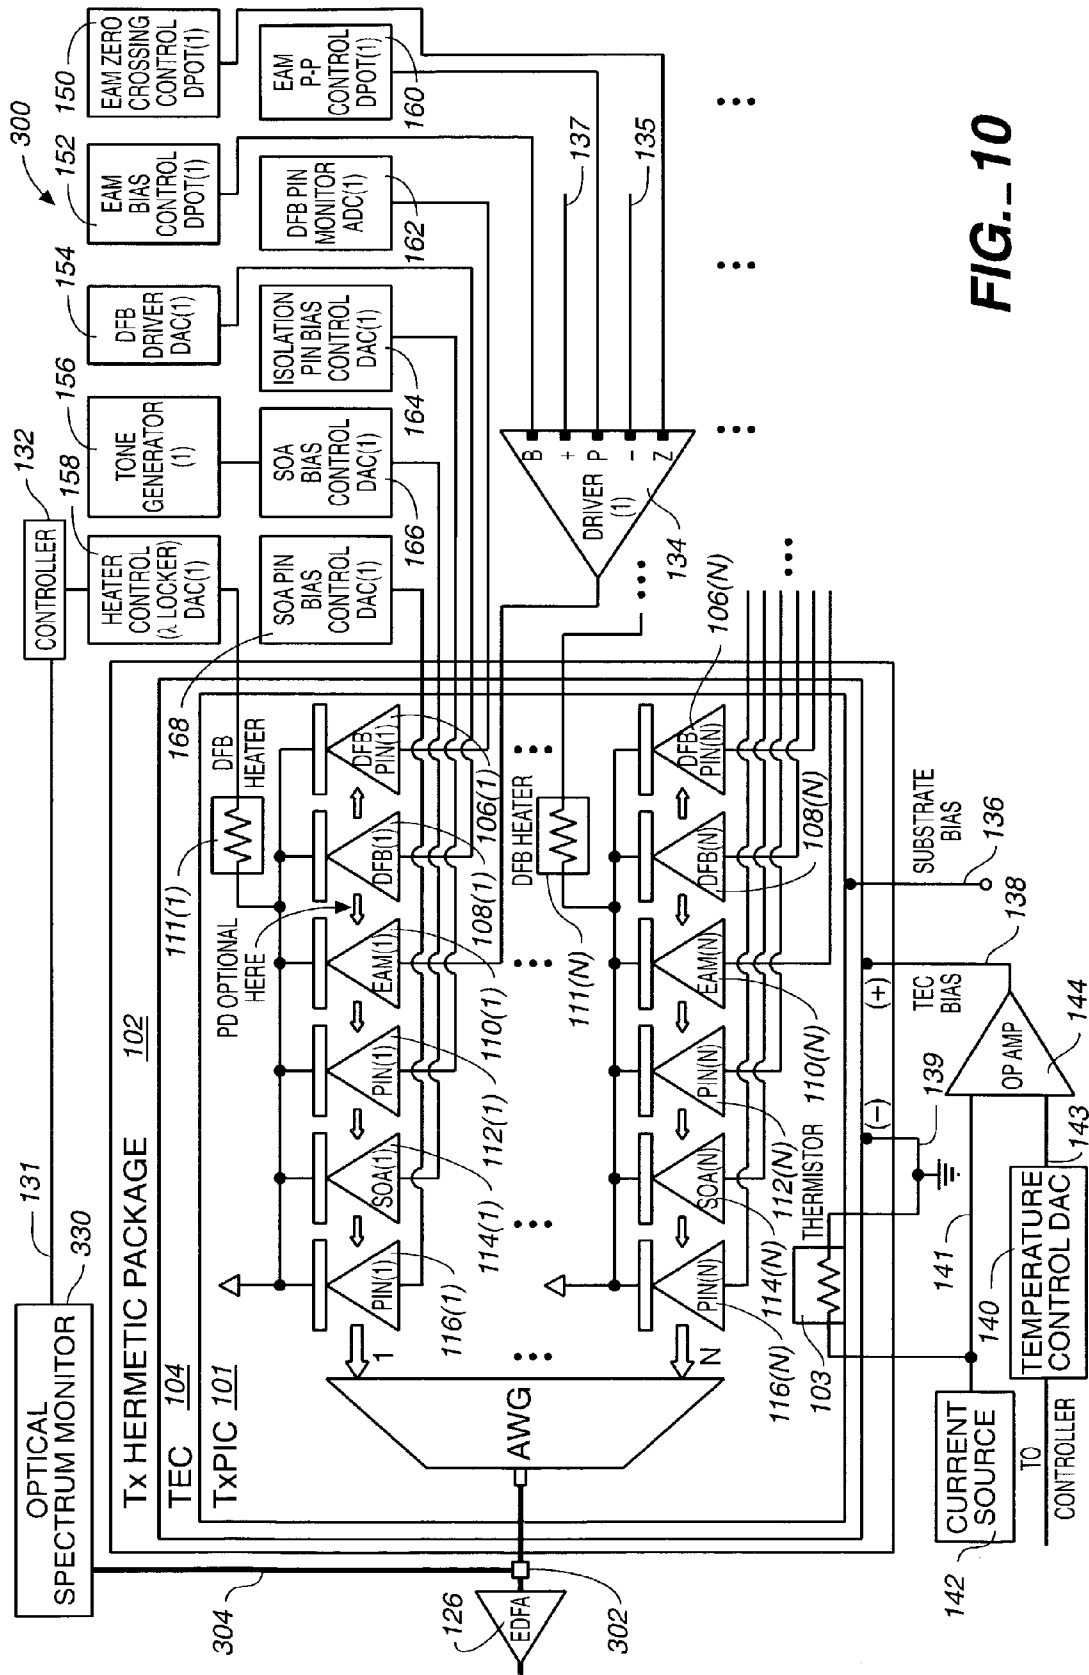 OPTICAL
SPECTRUM MONITOR
330
131
CONTROLLER
132
304
HEATER
CONTROL
(λ LOCKER)
DAC(1)
158
TONE
GENERATOR
(1)
156
DFB
DRIVER
DAC(1)
154
EAM
BIAS
CONTROL
DPOT(1)
152
300
EAM ZERO
CROSSING
CONTROL
DPOT(1)
150
SOA PIN
BIAS
CONTROL
DAC(1)
168
SOA
BIAS
CONTROL
DAC(1)
166
ISOLATION
PIN BIAS
CONTROL
DAC(1)
164
DFB PIN
MONITOR
ADC(1)
162
EAM
P-P
CONTROL
DPOT(1)
160
Tx HERMETIC PACKAGE 102
TEC 104
TxPIC 101
111(1)
DFB
HEATER
PD OPTIONAL
HERE
PIN(1)
SOA(1)
PIN(1)
EAM(1)
DFB(1)
DFB
PIN(1)
116(1)
114(1)
112(1)
110(1)
108(1)
106(1)
1
AWG
N
126
EDFA
302
DFB HEATER
111(N)
PIN(N)
SOA(N)
PIN(N)
EAM(N)
DFB(N)
DFB
PIN(N)
116(N)
114(N)
112(N)
110(N)
108(N)
106(N)
DRIVER
(1)
134
B
+
P
-
Z
137
135
THERMISTOR
103
(-)
(+)
139
TEC
BIAS
138
SUBSTRATE
BIAS
136
141
OP AMP
144
143
140
CURRENT
SOURCE
142
TEMPERATURE
CONTROL DAC
TO
CONTROLLER
FIG._10